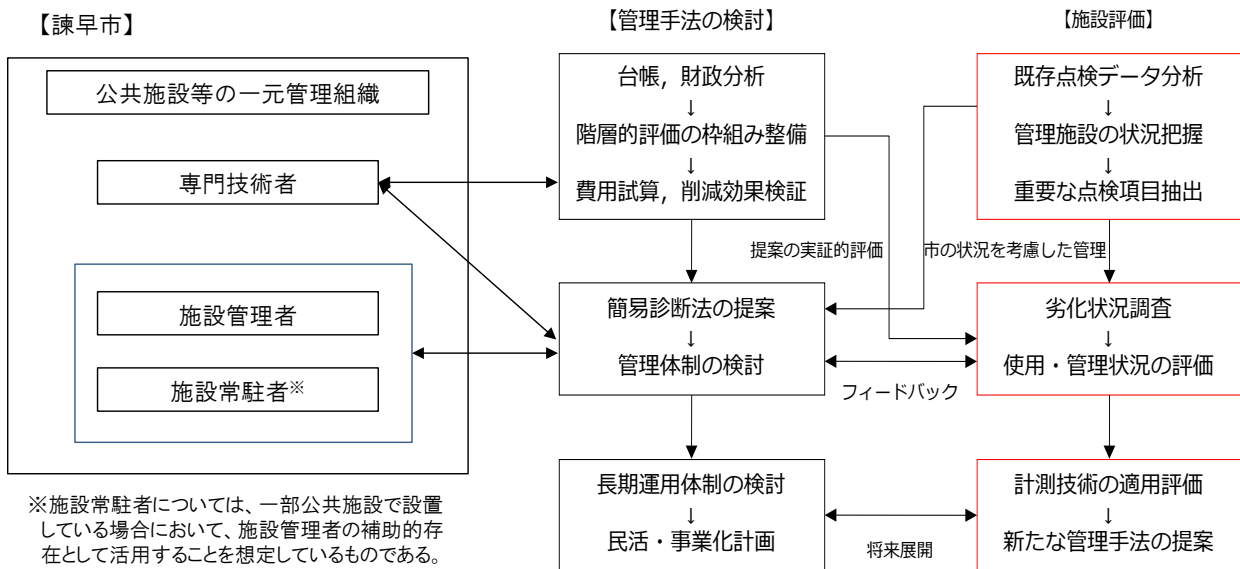 【諫早市】
公共施設等の一元管理組織
専門技術者
施設管理者
施設常駐者※
※施設常駐者については、一部公共施設で設置
している場合において、施設管理者の補助的存
在として活用することを想定しているものである。
【管理手法の検討】
台帳，財政分析
↓
階層的評価の枠組み整備
↓
費用試算，削減効果検証
提案の実証的評価
簡易診断法の提案
↓
管理体制の検討
フィードバック
長期運用体制の検討
↓
民活・事業化計画
将来展開
【施設評価】
既存点検データ分析
↓
管理施設の状況把握
↓
重要な点検項目抽出
市の状況を考慮した管理
劣化状況調査
↓
使用・管理状況の評価
計測技術の適用評価
↓
新たな管理手法の提案